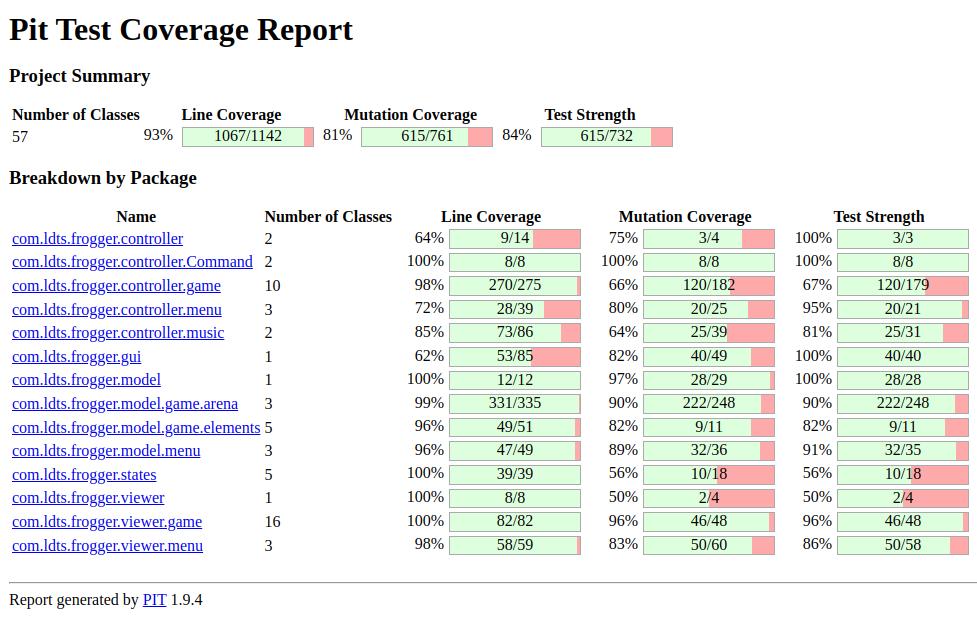 Pit Test Coverage Report
Project Summary
Number of Classes Line Coverage Mutation Coverage Test Strength
57 93% 1067/1142 81% 615/761 84% 615/732
Breakdown by Package
Name Number of Classes Line Coverage Mutation Coverage Test Strength
com.ldts.frogger.controller 2 64% 9/14 75% 3/4 100% 3/3
com.ldts.frogger.controller.Command 2 100% 8/8 100% 8/8 100% 8/8
com.ldts.frogger.controller.game 10 98% 270/275 66% 120/182 67% 120/179
com.ldts.frogger.controller.menu 3 72% 28/39 80% 20/25 95% 20/21
com.ldts.frogger.controller.music 2 85% 73/86 64% 25/39 81% 25/31
com.ldts.frogger.gui 1 62% 53/85 82% 40/49 100% 40/40
com.ldts.frogger.model 1 100% 12/12 97% 28/29 100% 28/28
com.ldts.frogger.model.game.arena 3 99% 331/335 90% 222/248 90% 222/248
com.ldts.frogger.model.game.elements 5 96% 49/51 82% 9/11 82% 9/11
com.ldts.frogger.model.menu 3 96% 47/49 89% 32/36 91% 32/35
com.ldts.frogger.states 5 100% 39/39 56% 10/18 56% 10/18
com.ldts.frogger.viewer 1 100% 8/8 50% 2/4 50% 2/4
com.ldts.frogger.viewer.game 16 100% 82/82 96% 46/48 96% 46/48
com.ldts.frogger.viewer.menu 3 98% 58/59 83% 50/60 86% 50/58
Report generated by PIT 1.9.4